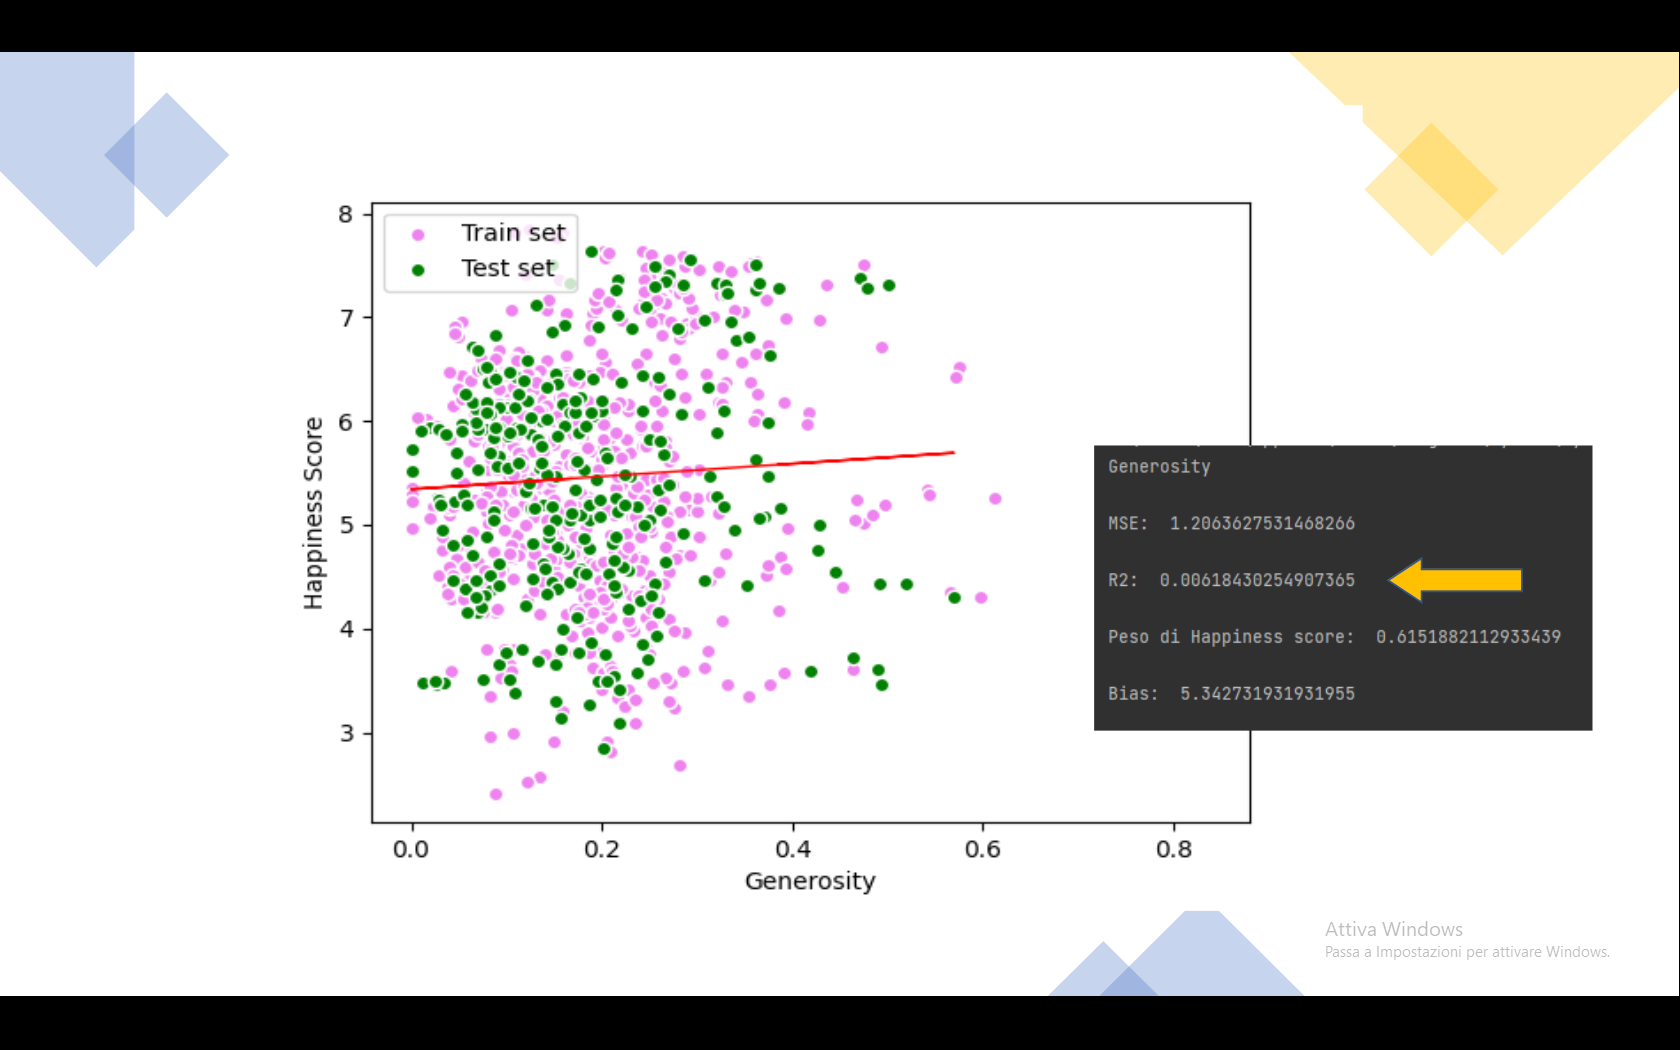 8
Train set
Test set
7
6
5
4
3
Happiness Score
0.0 0.2 0.4 0.6 0.8
Generosity
Generosity
MSE: 1.2063627531468266
R2: 0.00618430254907365
Peso di Happiness score: 0.6151882112933439
Bias: 5.342731931931955
Attiva Windows
Passa a Impostazioni per attivare Windows.